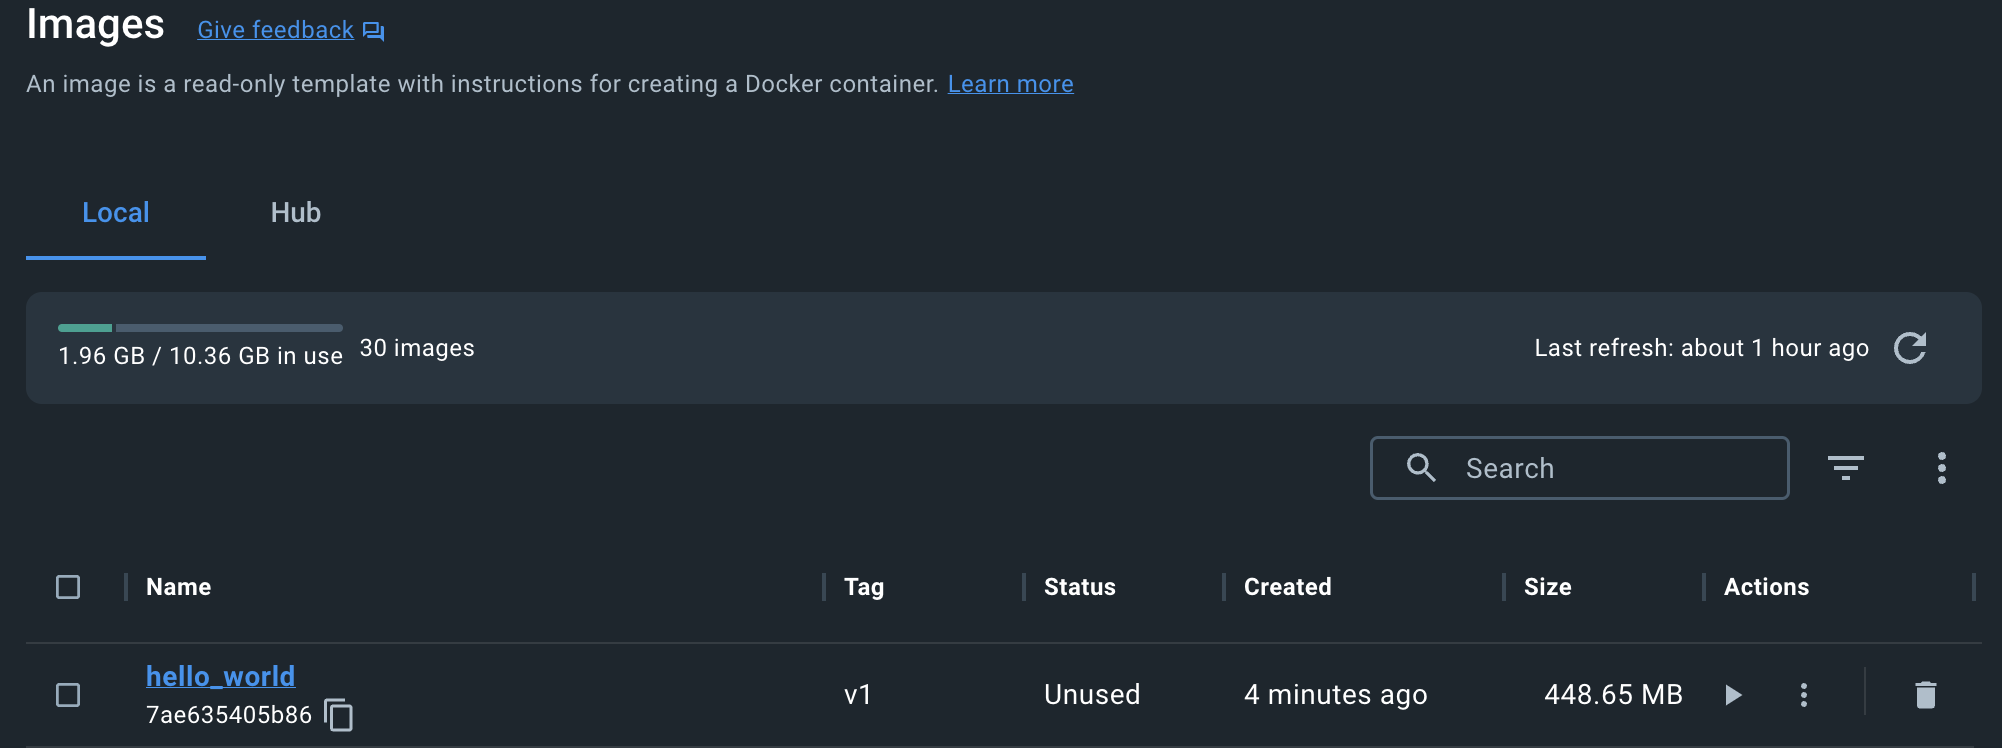 Images Give feedback
An image is a read-only template with instructions for creating a Docker container. Learn more
Local Hub
1.96 GB / 10.36 GB in use 30 images Last refresh: about 1 hour ago
Search
Name Tag Status Created Size Actions
hello_world
7ae635405b86 v1 Unused 4 minutes ago 448.65 MB